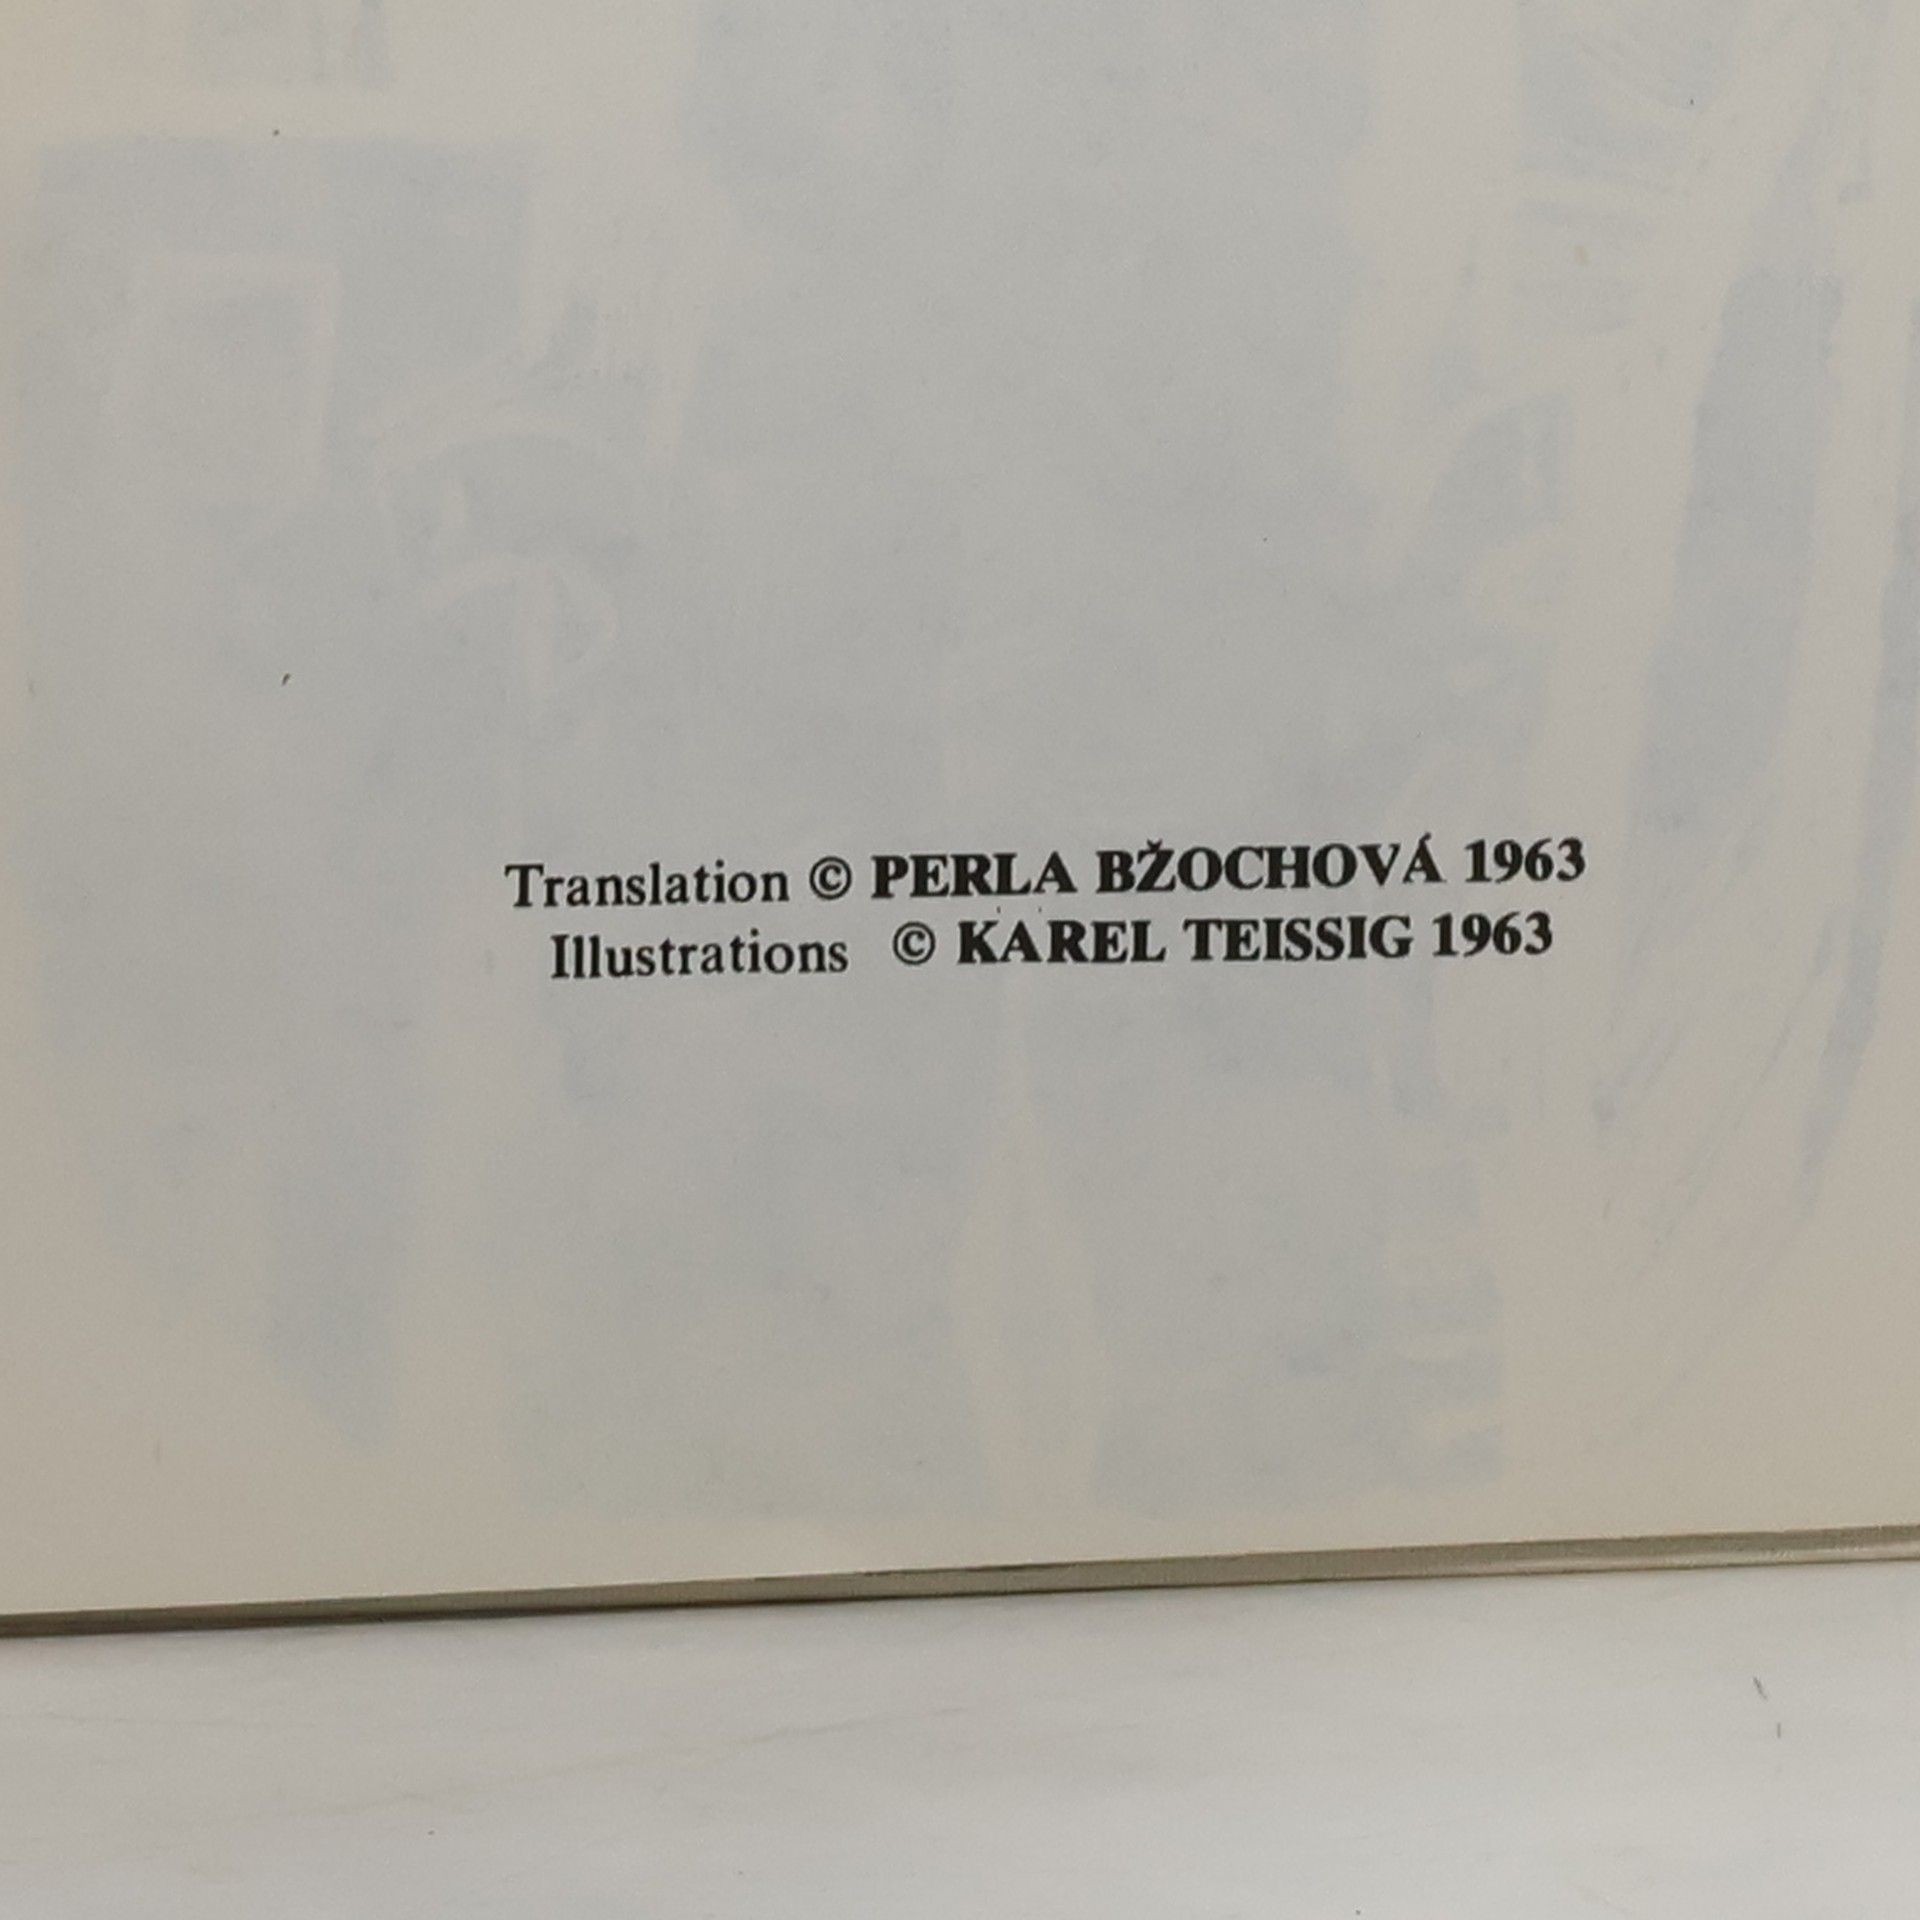 Translation © PERLA BŽOCHOVÁ 1963
Illustrations © KAREL TEISSIG 1963